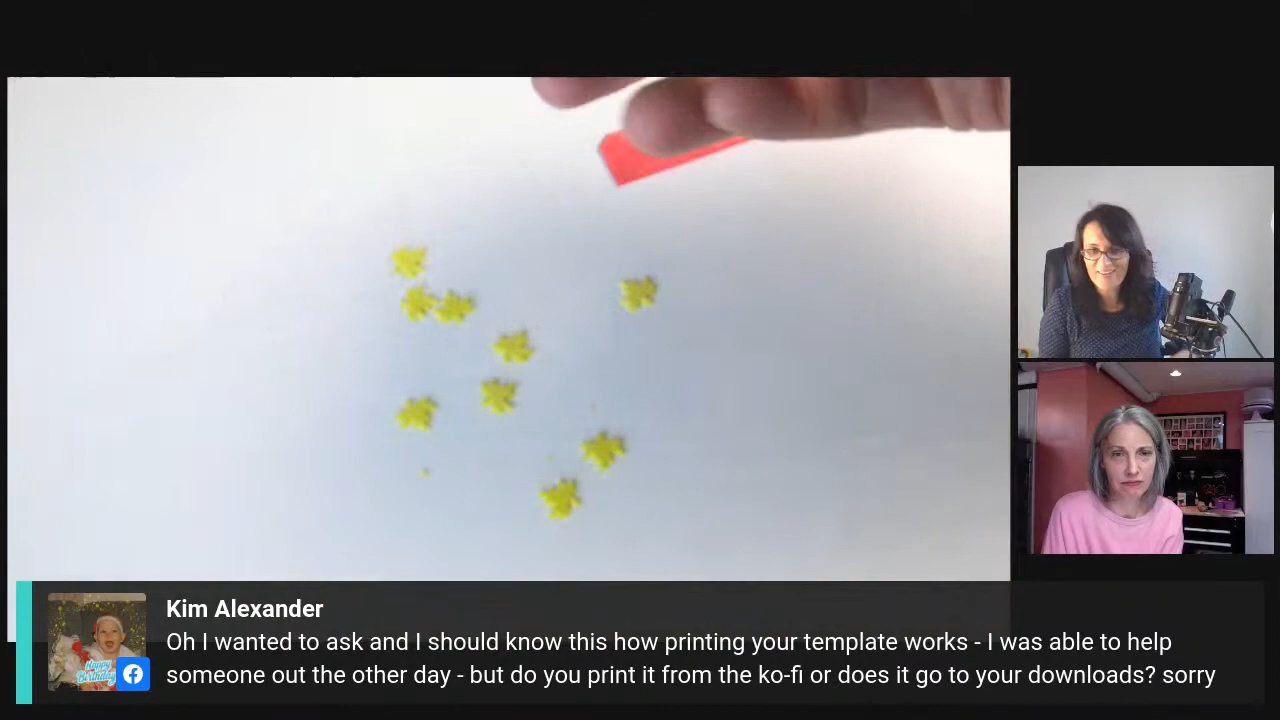 Kim Alexander
Oh I wanted to ask and I should know this how printing your template works - I was able to help
someone out the other day - but do you print it from the ko-fi or does it go to your downloads? sorry
Happy
Birthday